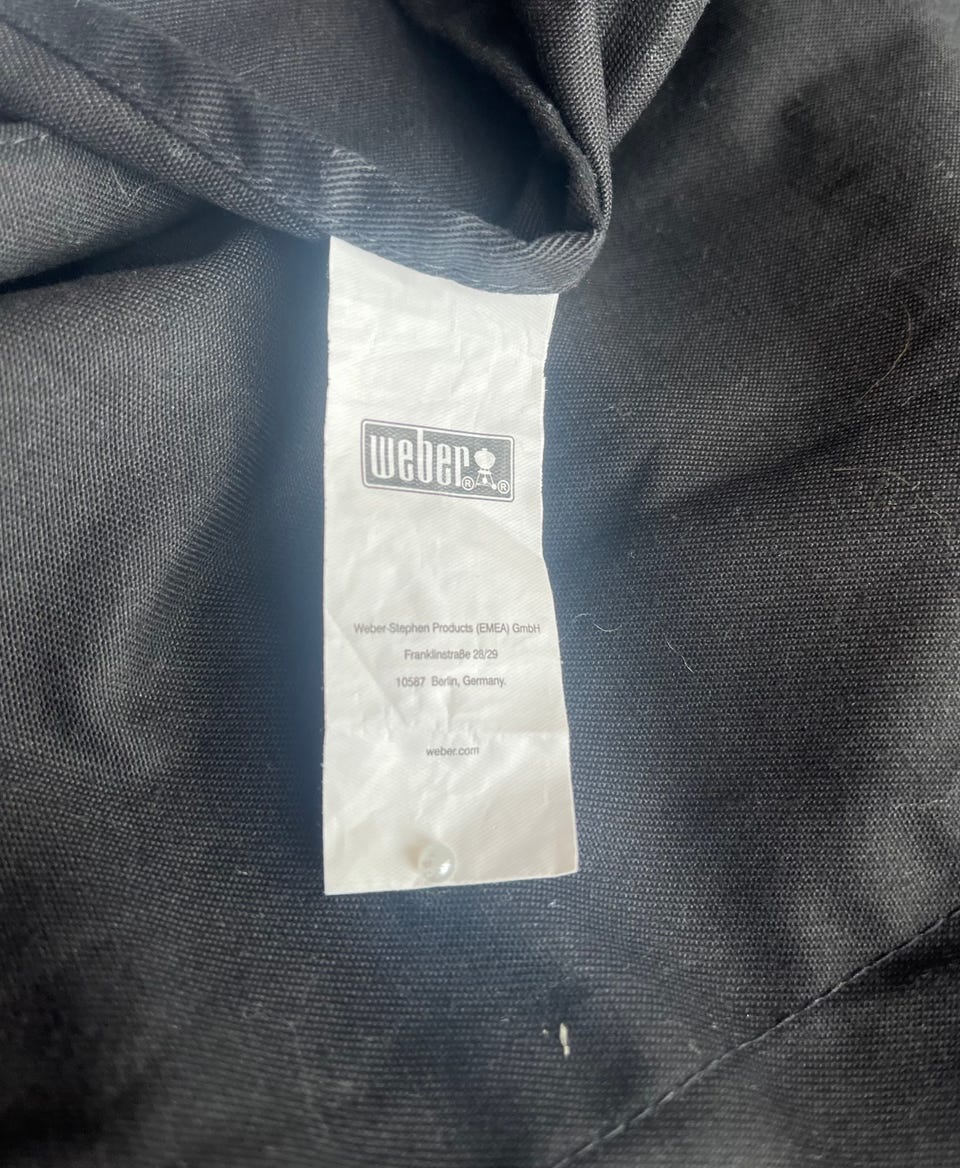 weber® ®
Weber-Stephen Products (EMEA) GmbH
Franklinstraße 28/29
10587 Berlin, Germany.
weber.com